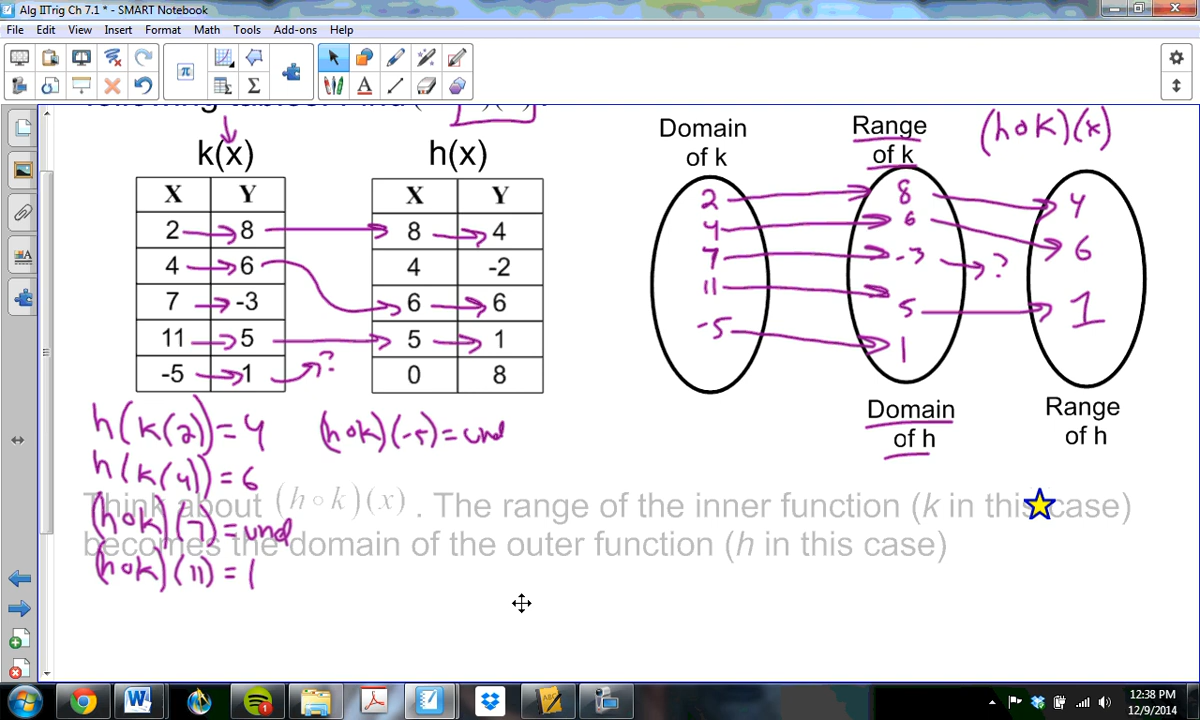 Alg IITrig Ch 7.1 * - SMART Notebook
File Edit View Insert Format Math Tools Add-ons Help
k(x) h(x)
X Y X Y
2 8 8 4
4 6 4 -2
7 -3 6 6
11 5 5 1
-5 1 ? 0 8
Domain of k
Range of k
(h∘k)(x)
2 8 4
4 6 6
7 -3 ?
11 5 1
-5 1
Domain of h
Range of h
h(k(2))=4 (h∘k)(-5)=und
h(k(4))=6
(h∘k)(7)=und
(h∘k)(11)=1
Think about (h∘k)(x). The range of the inner function (k in this case)
becomes the domain of the outer function (h in this case)
12:38 PM
12/9/2014